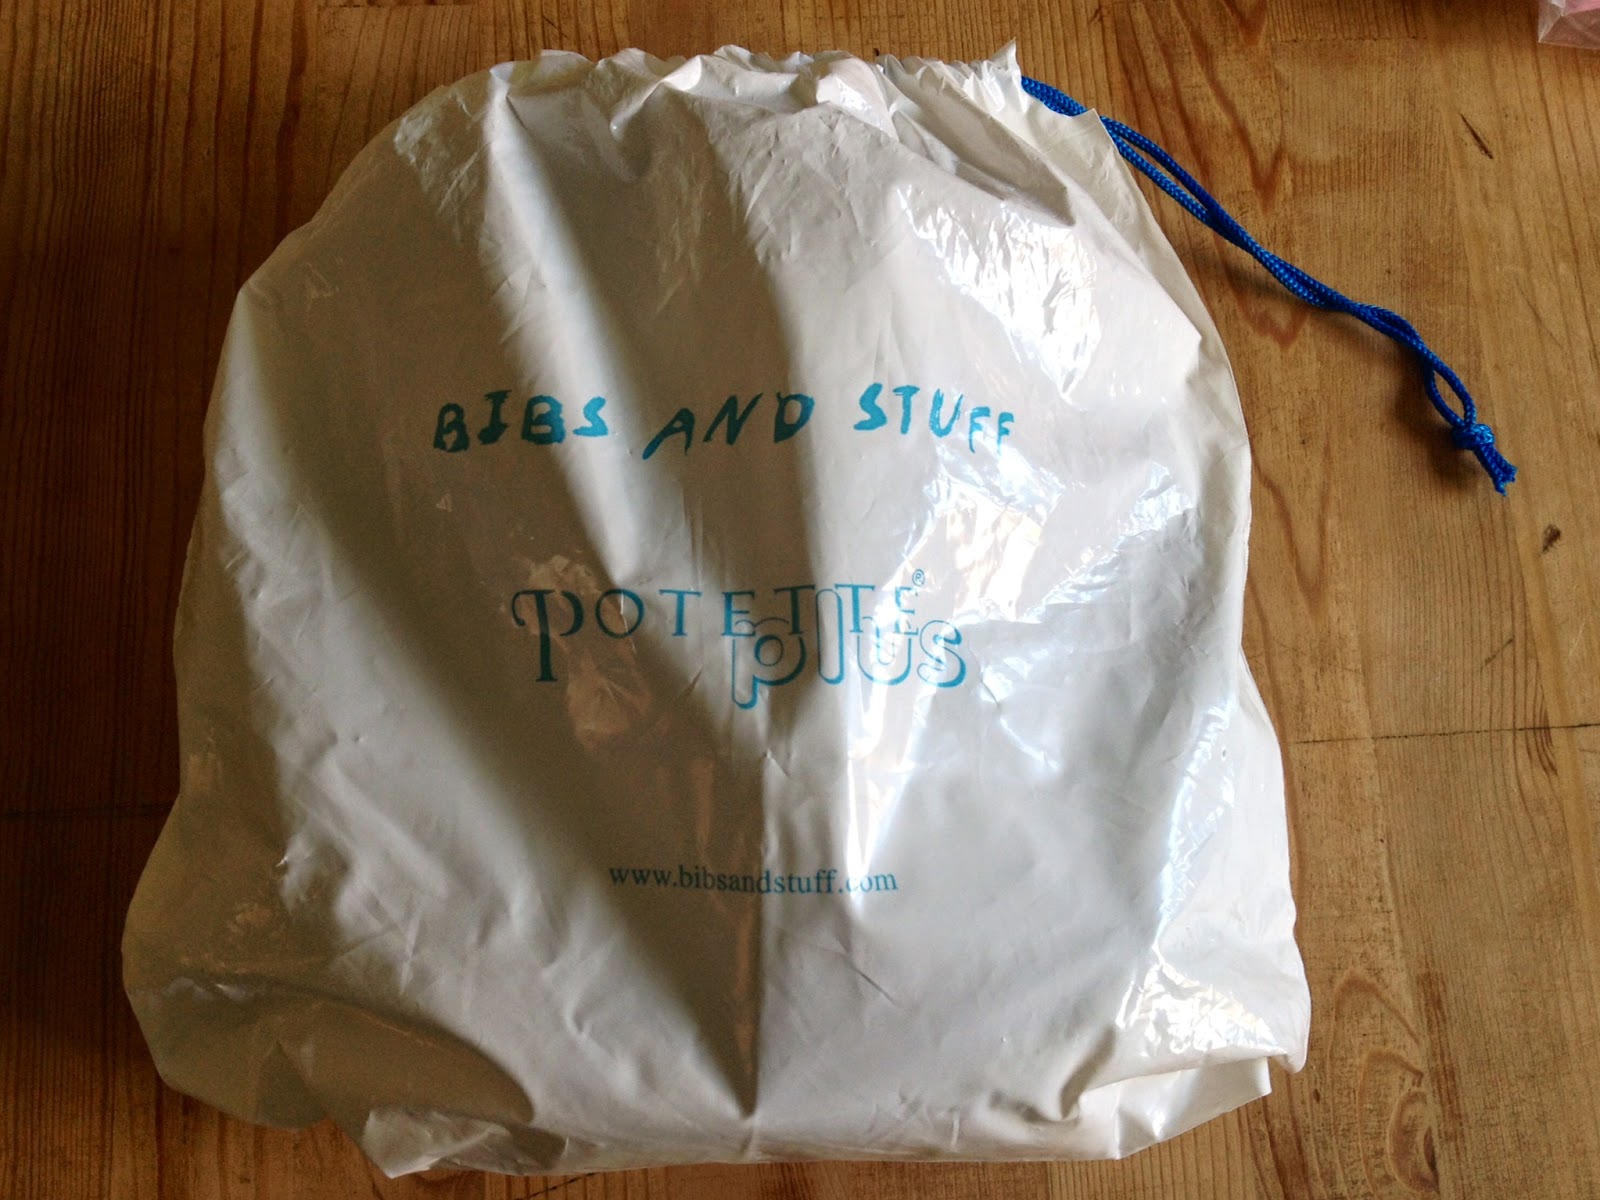 BIBS AND STUFF
POTETTE®
plus
www.bibsandstuff.com